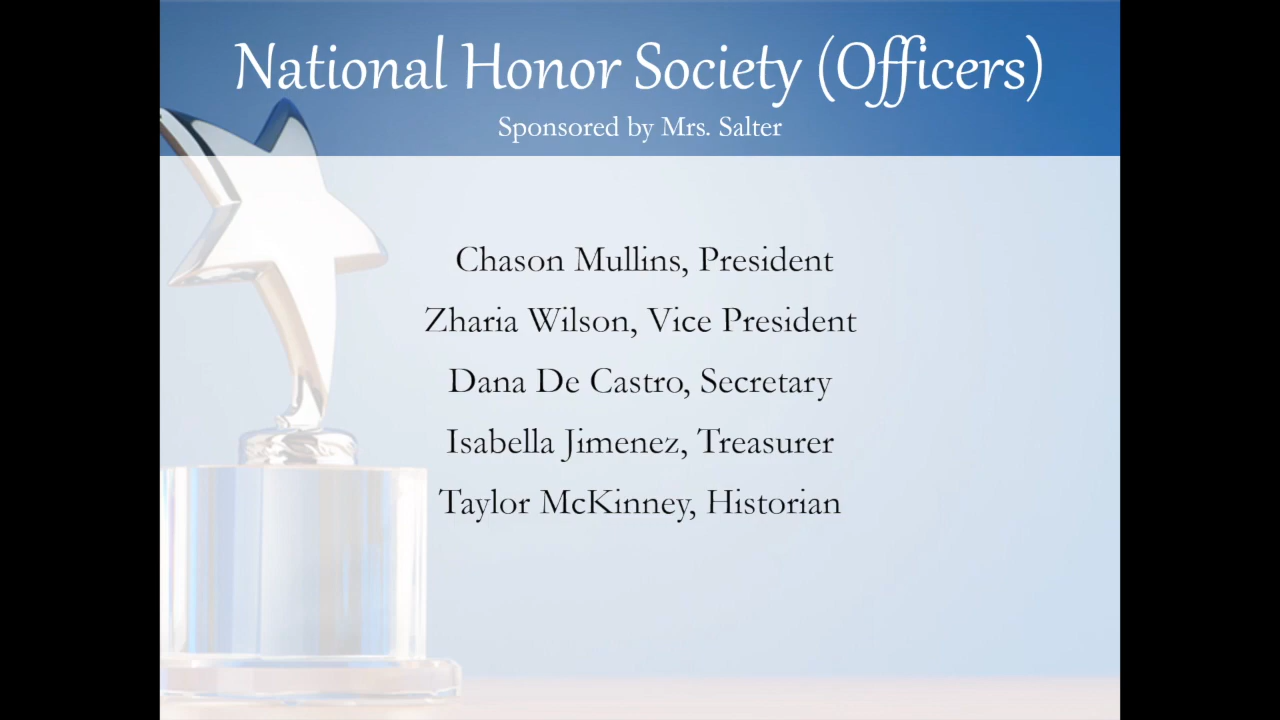 National Honor Society (Officers)
Sponsored by Mrs. Salter
Chason Mullins, President
Zharia Wilson, Vice President
Dana De Castro, Secretary
Isabella Jimenez, Treasurer
Taylor McKinney, Historian